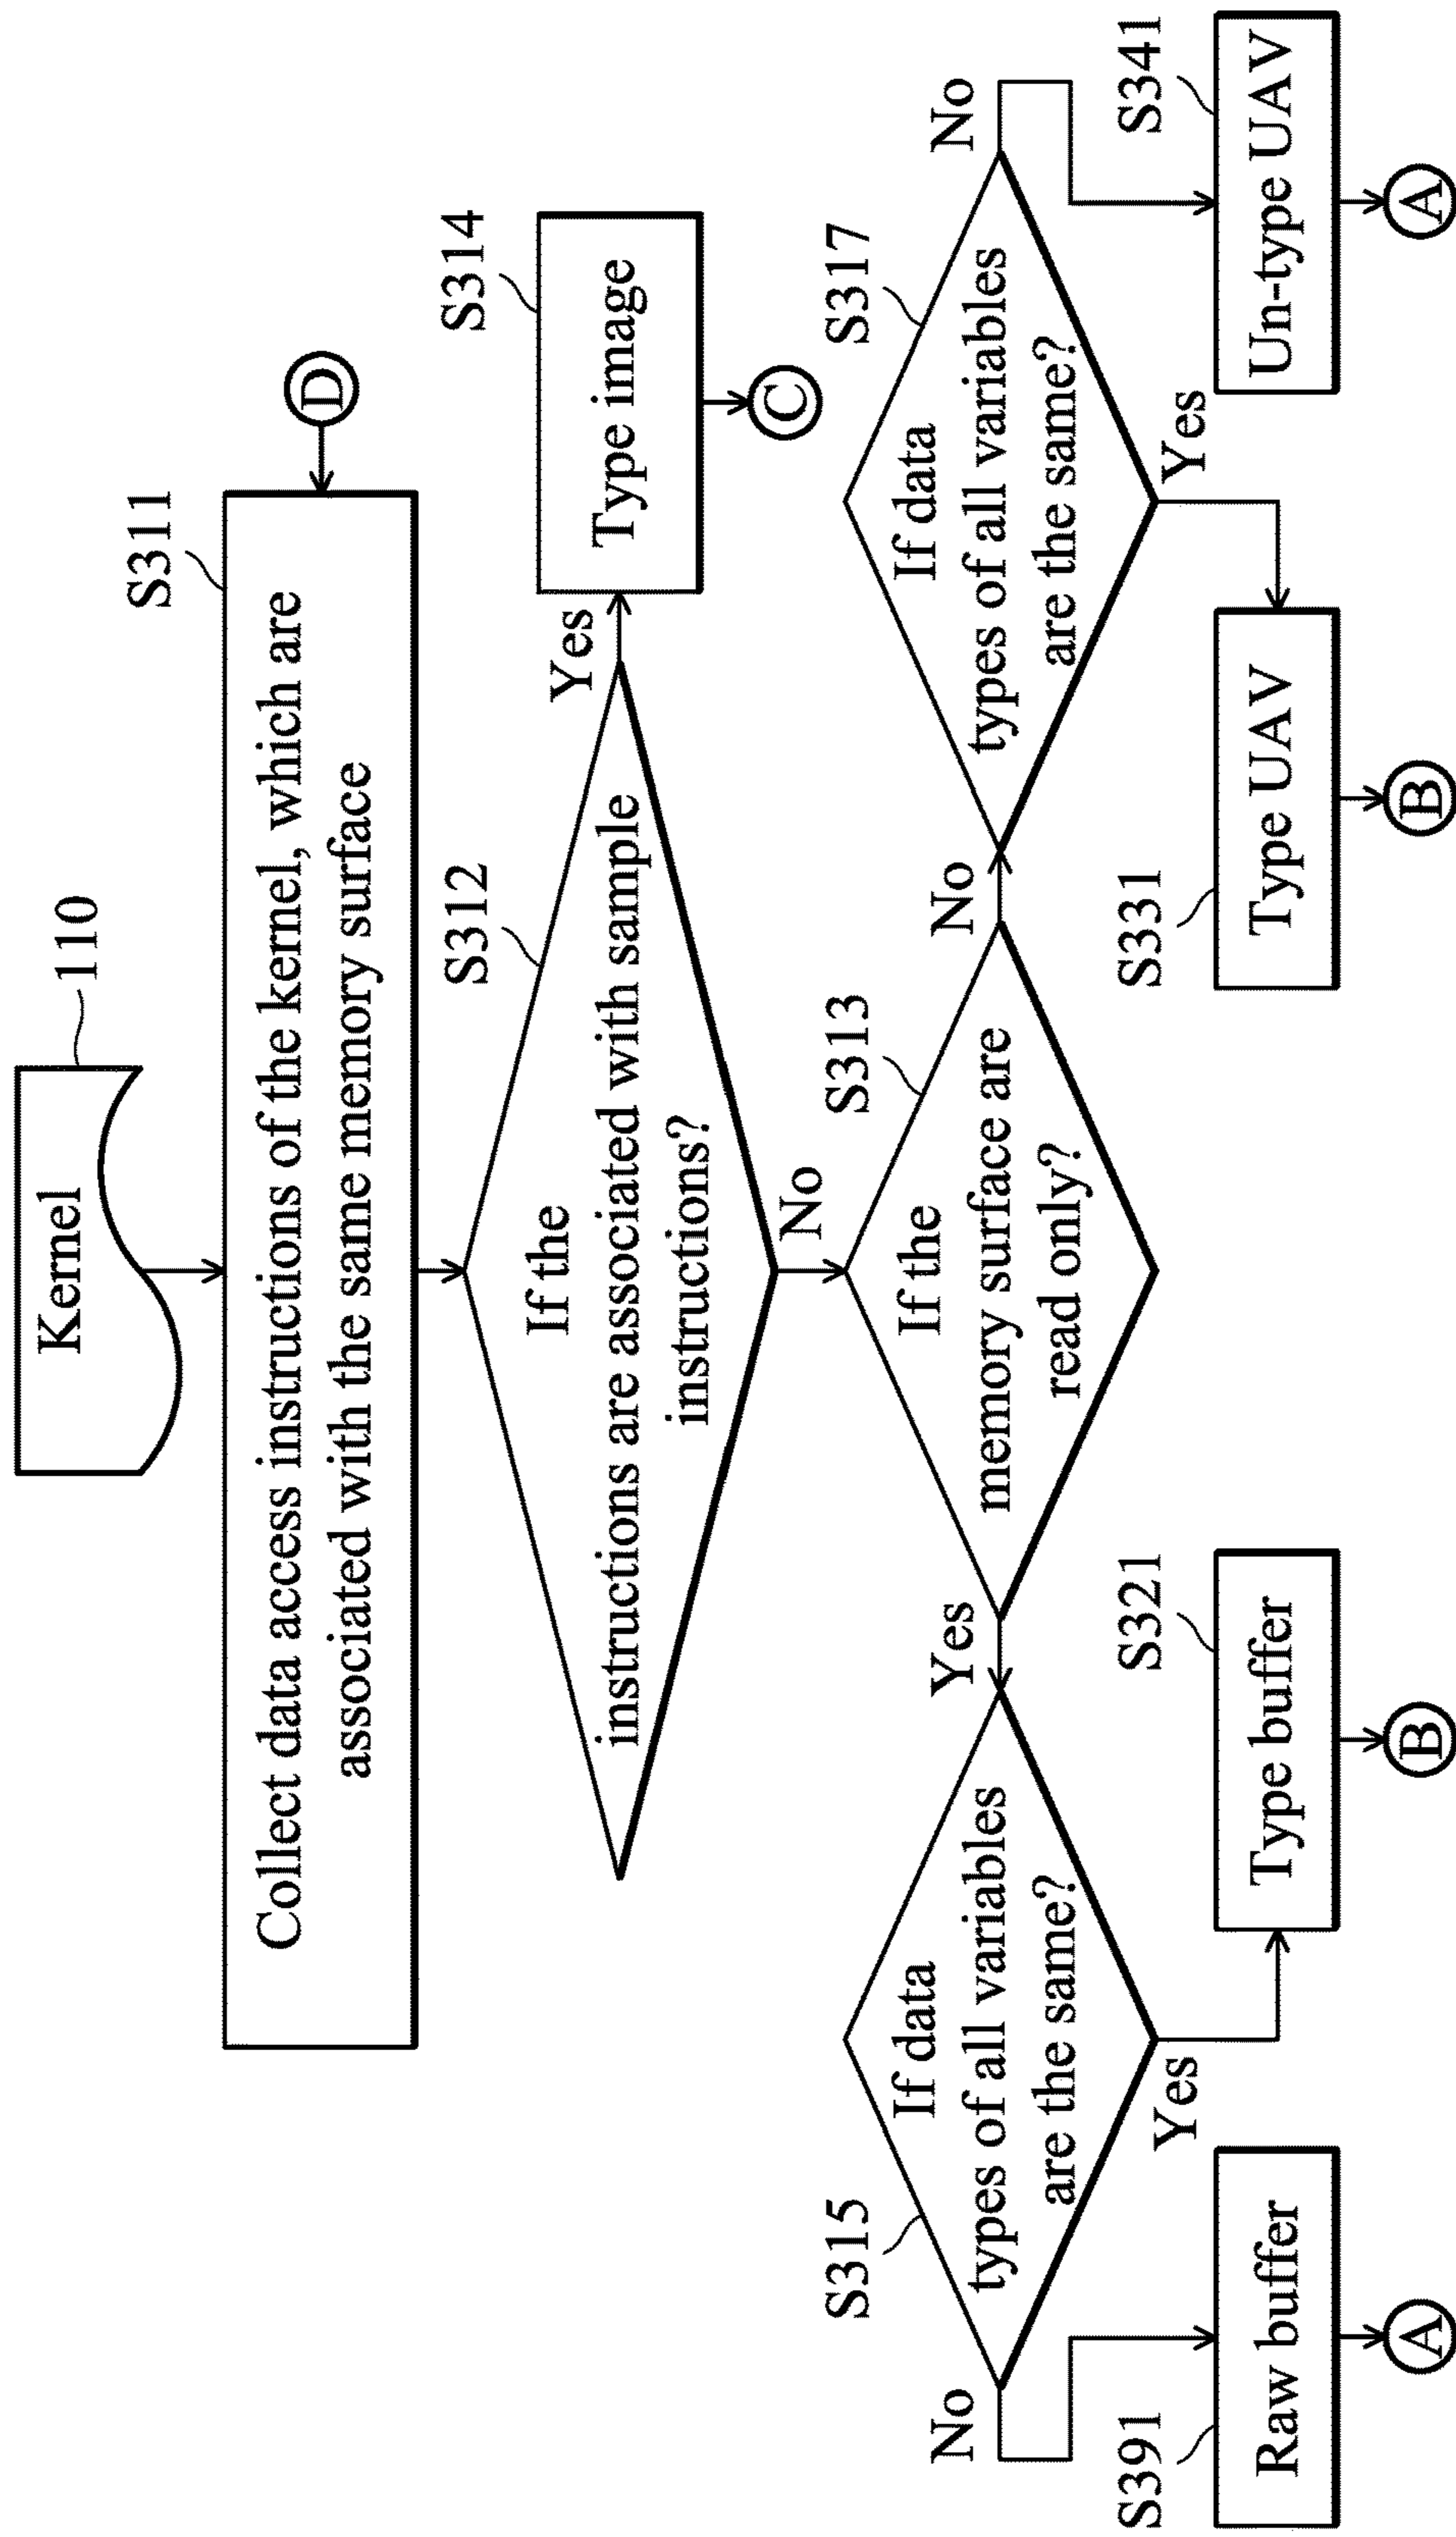 Kernel
110
D
S311
Collect data access instructions of the kernel, which are
associated with the same memory surface
S312
If the
instructions are associated with sample
instructions?
Yes
S314
Type image
C
No
S313
If the
memory surface are
read only?
Yes
No
S315
If data
types of all variables
are the same?
S317
If data
types of all variables
are the same?
No
Yes
Yes
No
S391
Raw buffer
A
S321
Type buffer
B
S331
Type UAV
B
S341
Un-type UAV
A